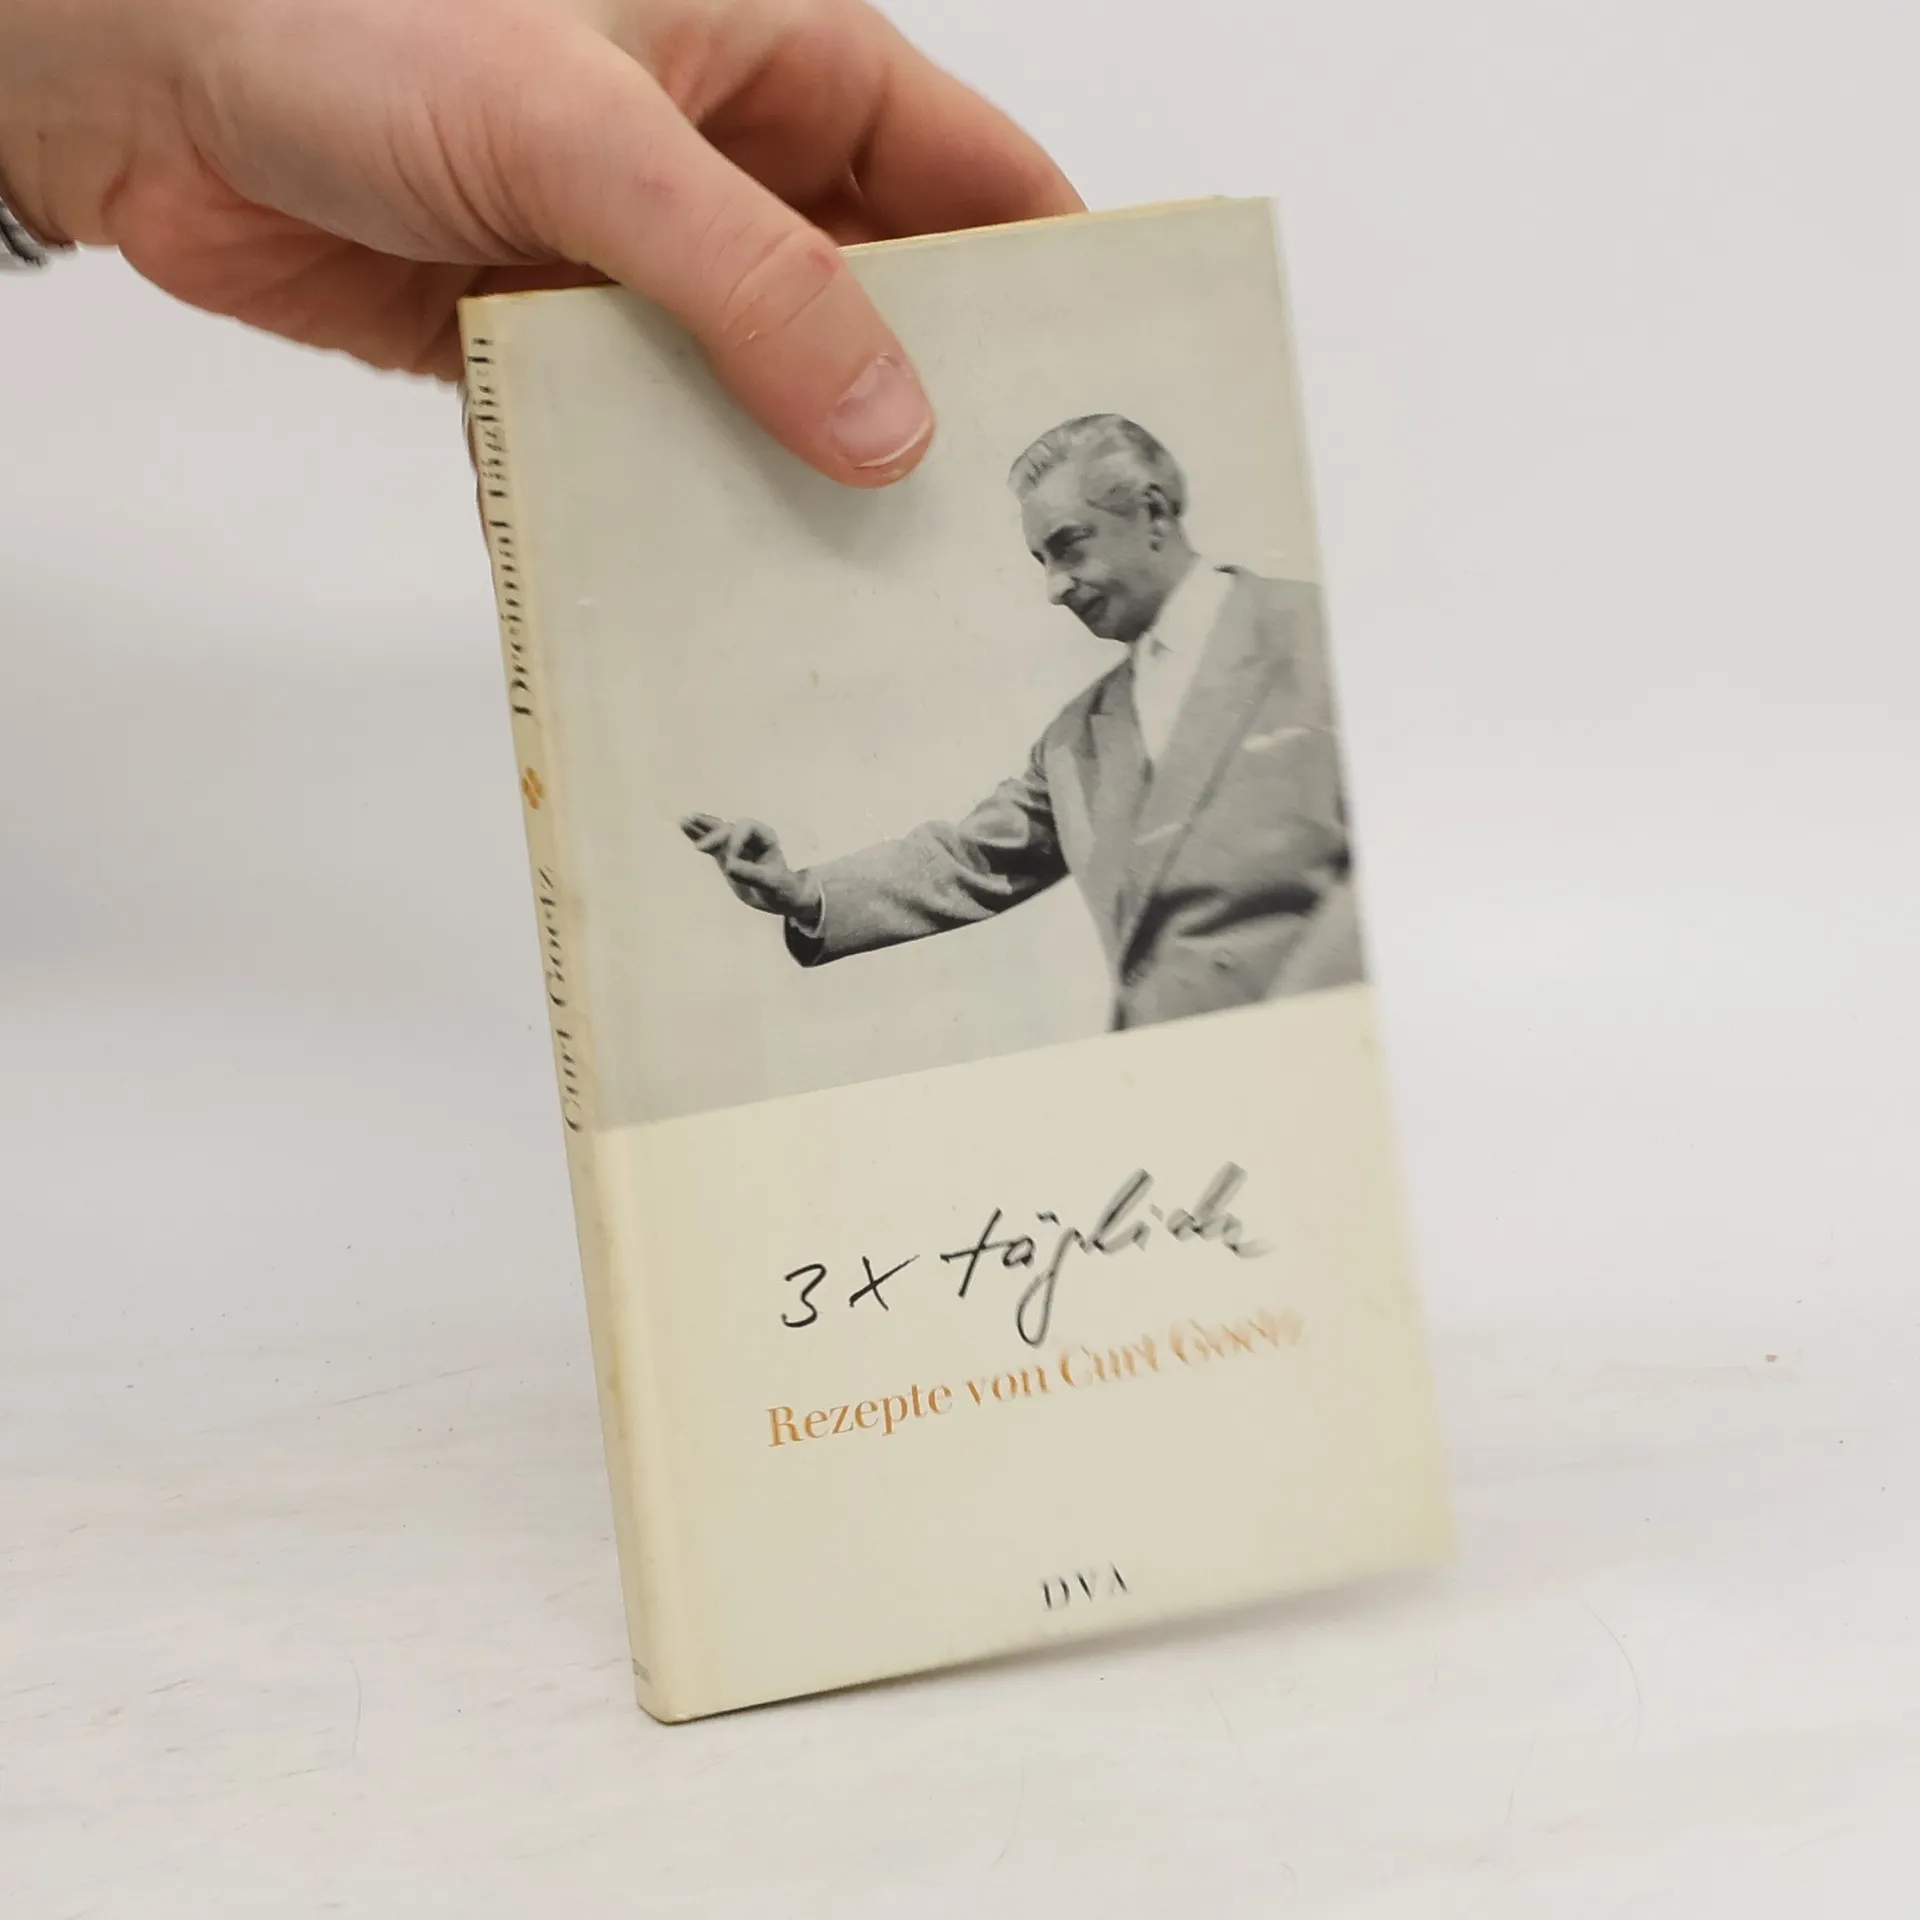 Curt Goetz ✤ Dreimal täglich
3 x täglich
Rezepte von Curt Goetz
DVA